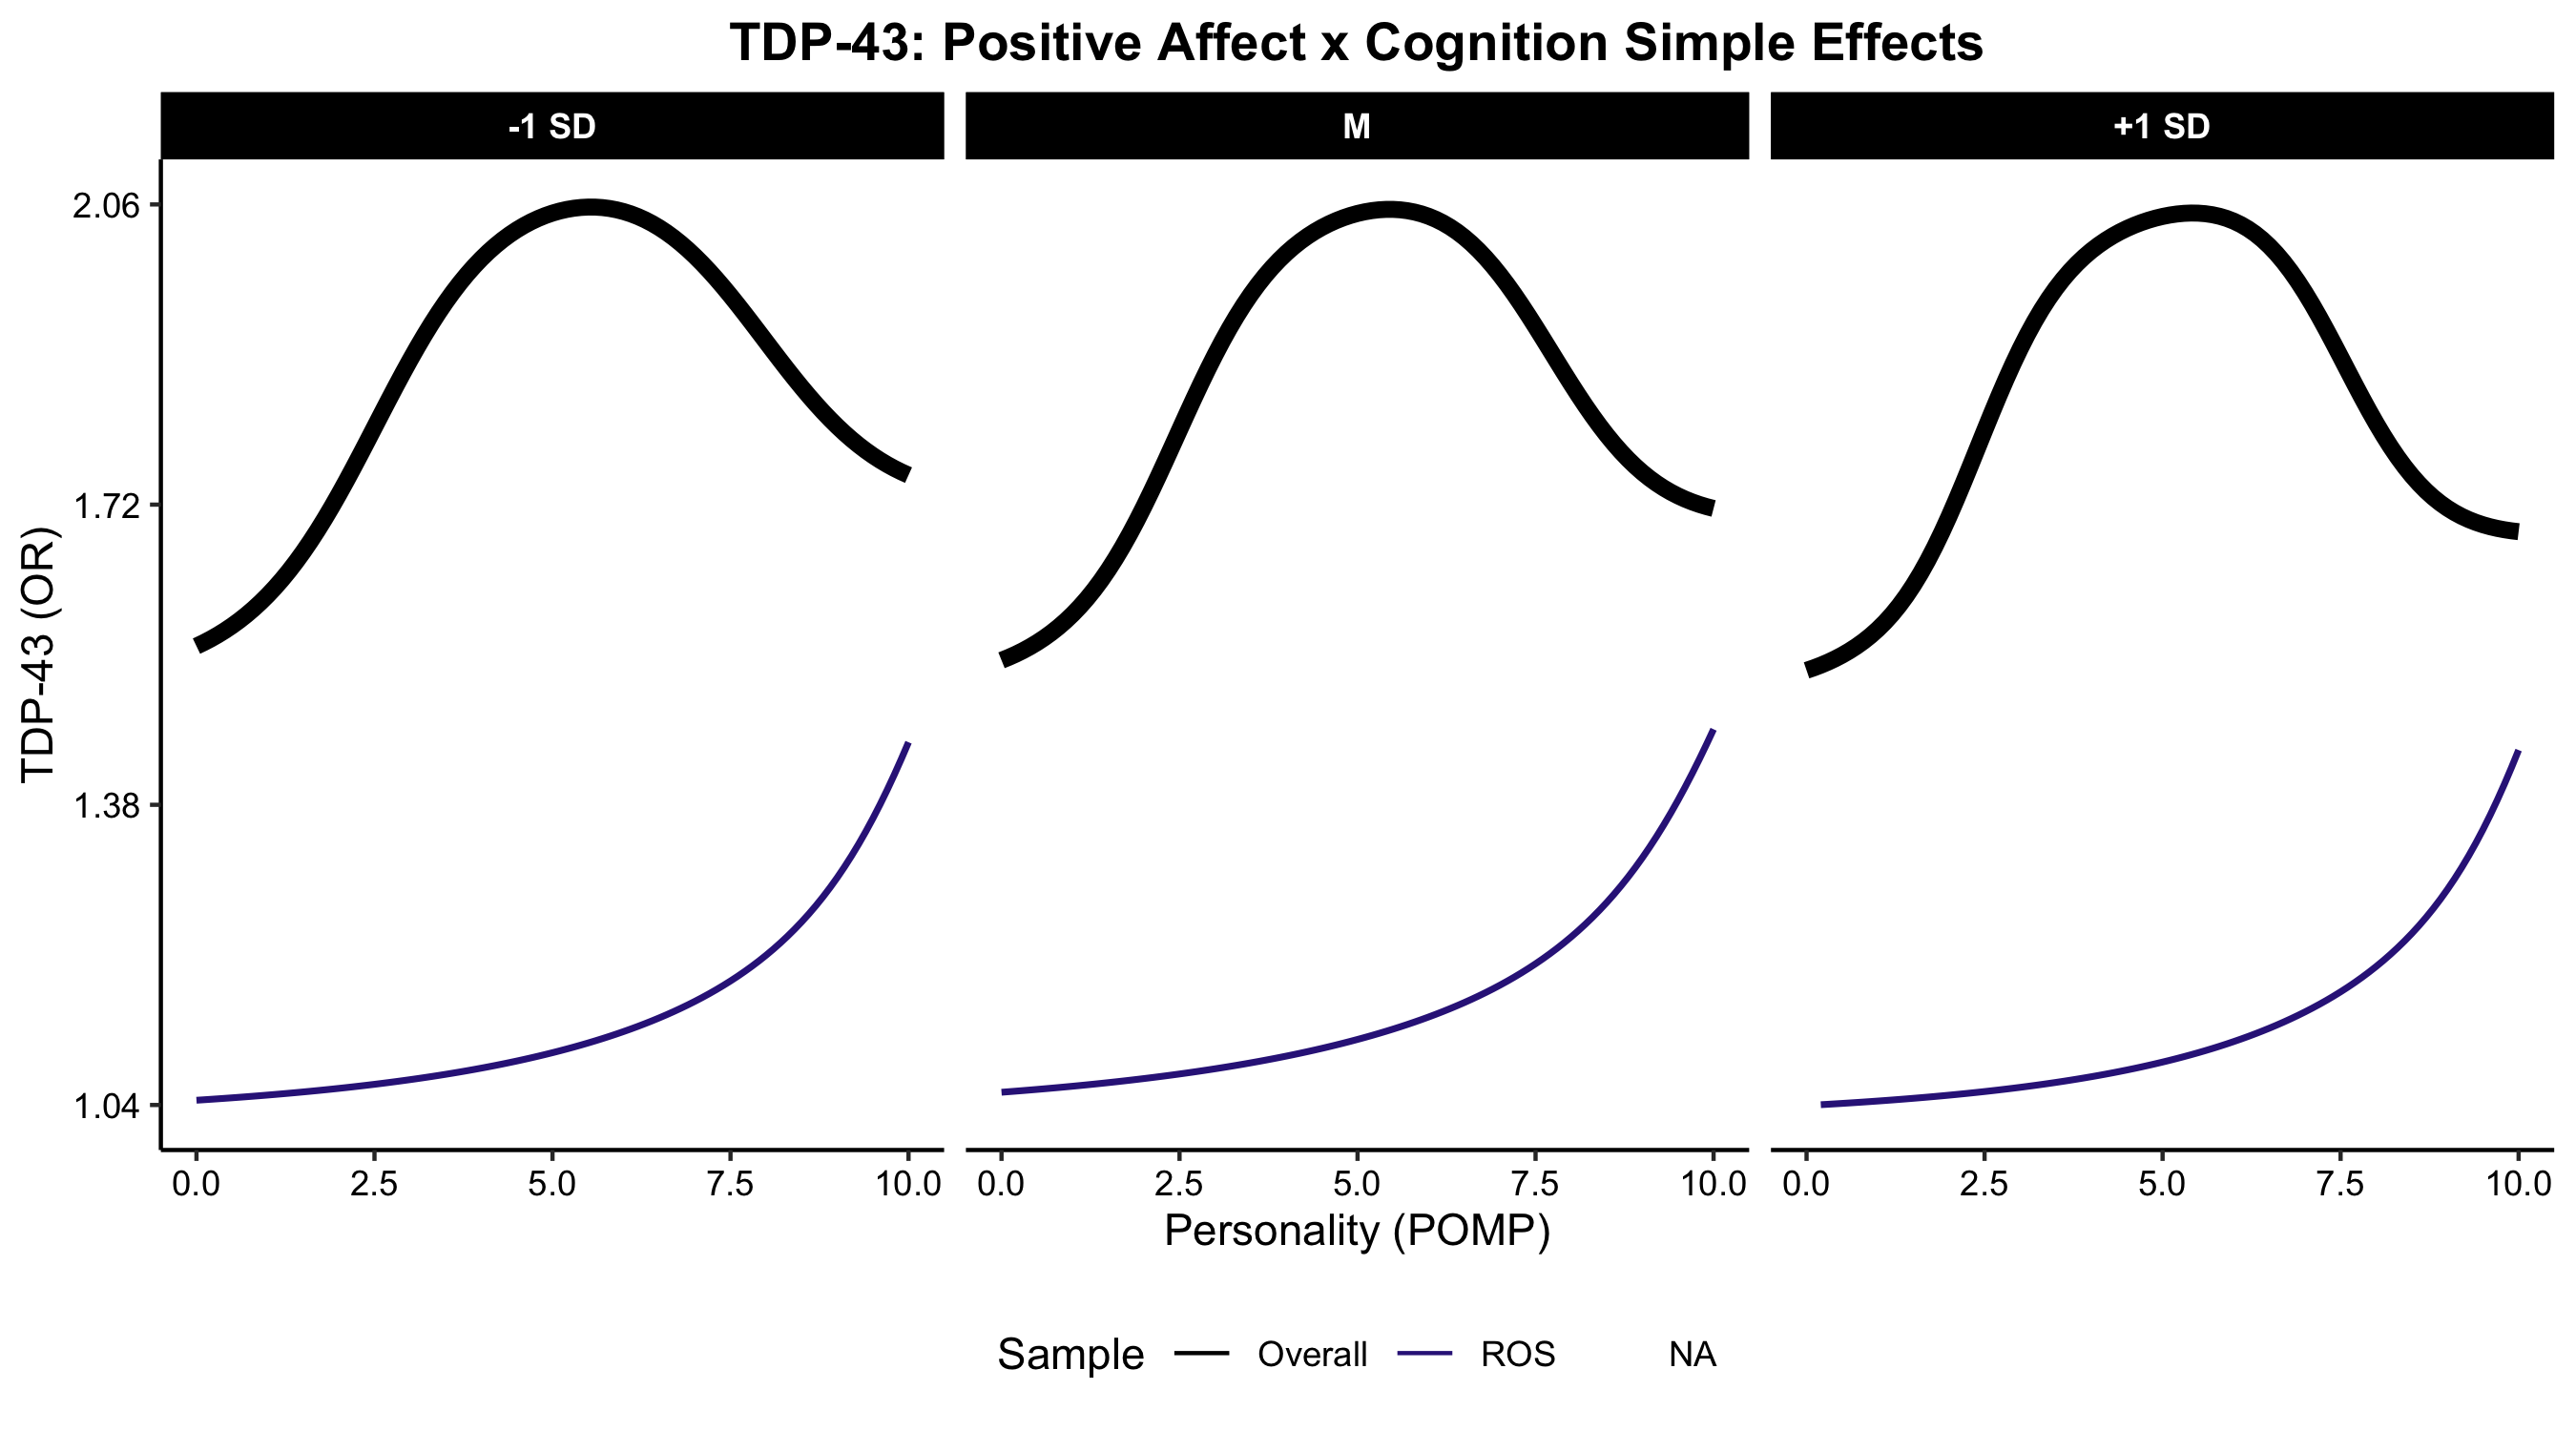 TDP-43: Positive Affect x Cognition Simple Effects
-1 SD M +1 SD
2.06
1.72
1.38
1.04
TDP-43 (OR)
0.0 2.5 5.0 7.5 10.0 0.0 2.5 5.0 7.5 10.0 0.0 2.5 5.0 7.5 10.0
Personality (POMP)
Sample Overall ROS NA